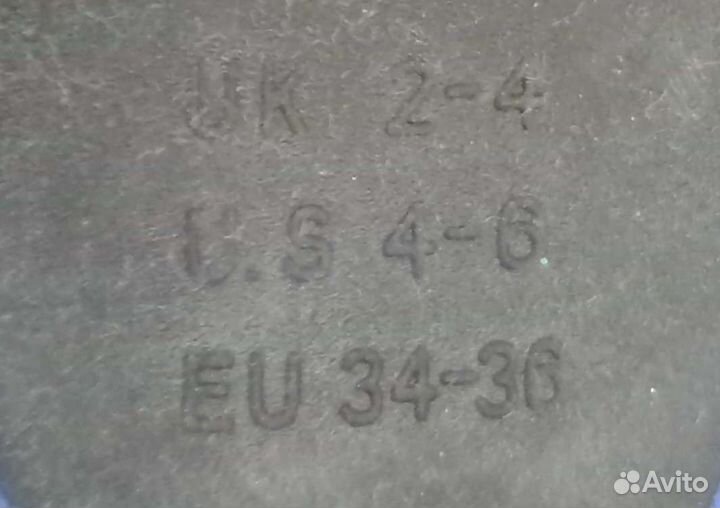 UK 2-4
U.S 4-6
EU 34-36
Avito